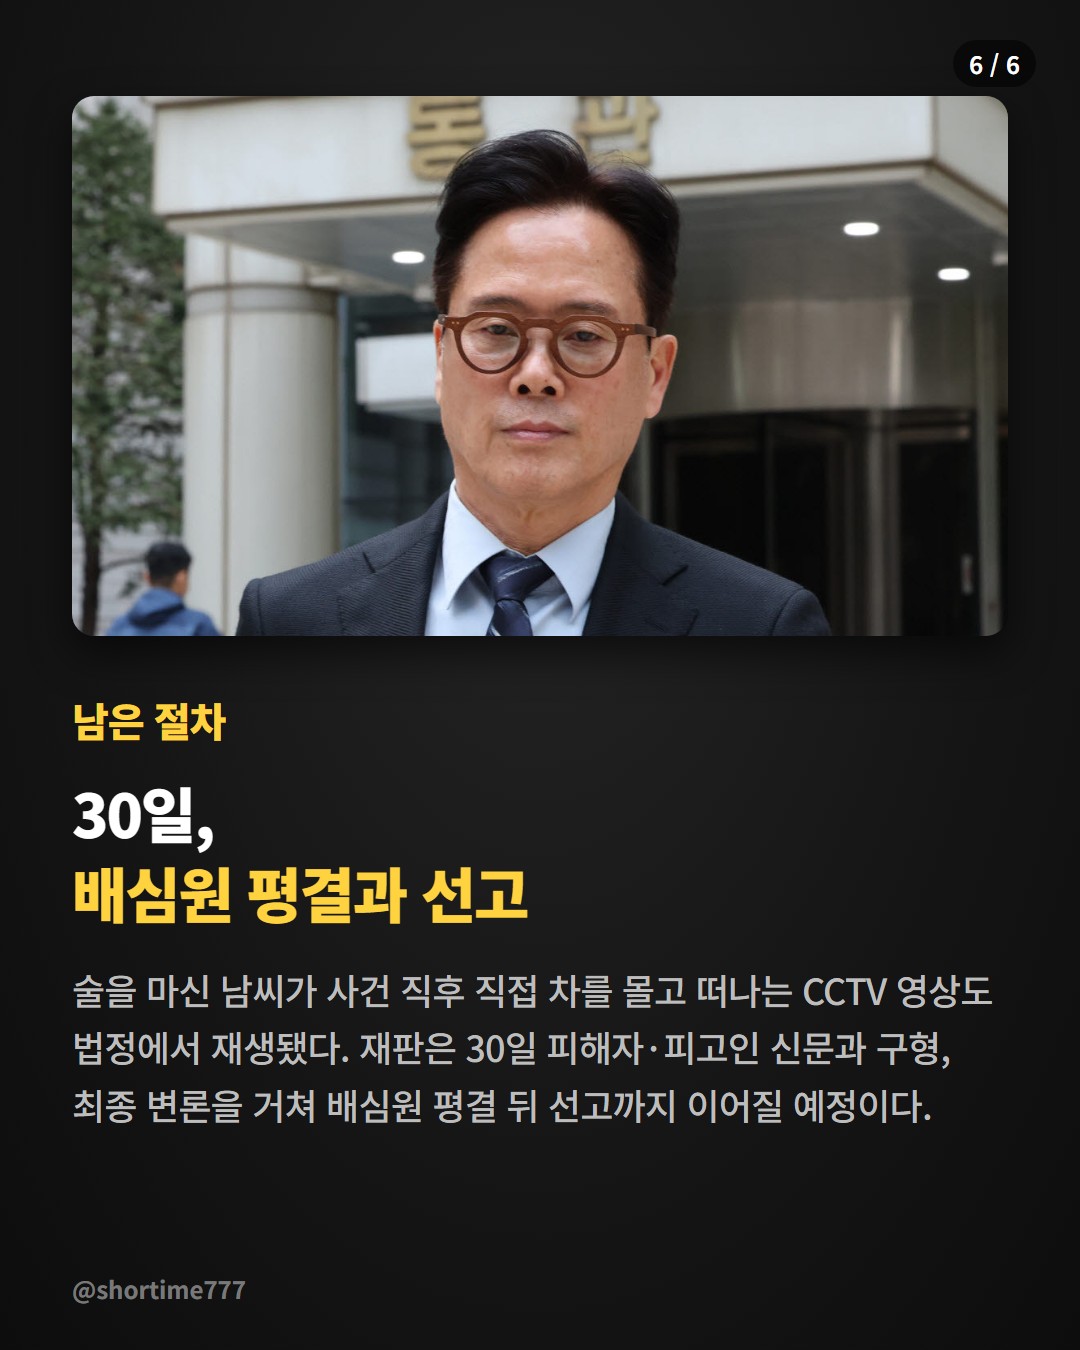 6 / 6
동관
남은 절차
30일,
배심원 평결과 선고
술을 마신 남씨가 사건 직후 직접 차를 몰고 떠나는 CCTV 영상도
법정에서 재생됐다. 재판은 30일 피해자·피고인 신문과 구형,
최종 변론을 거쳐 배심원 평결 뒤 선고까지 이어질 예정이다.
@shortime777